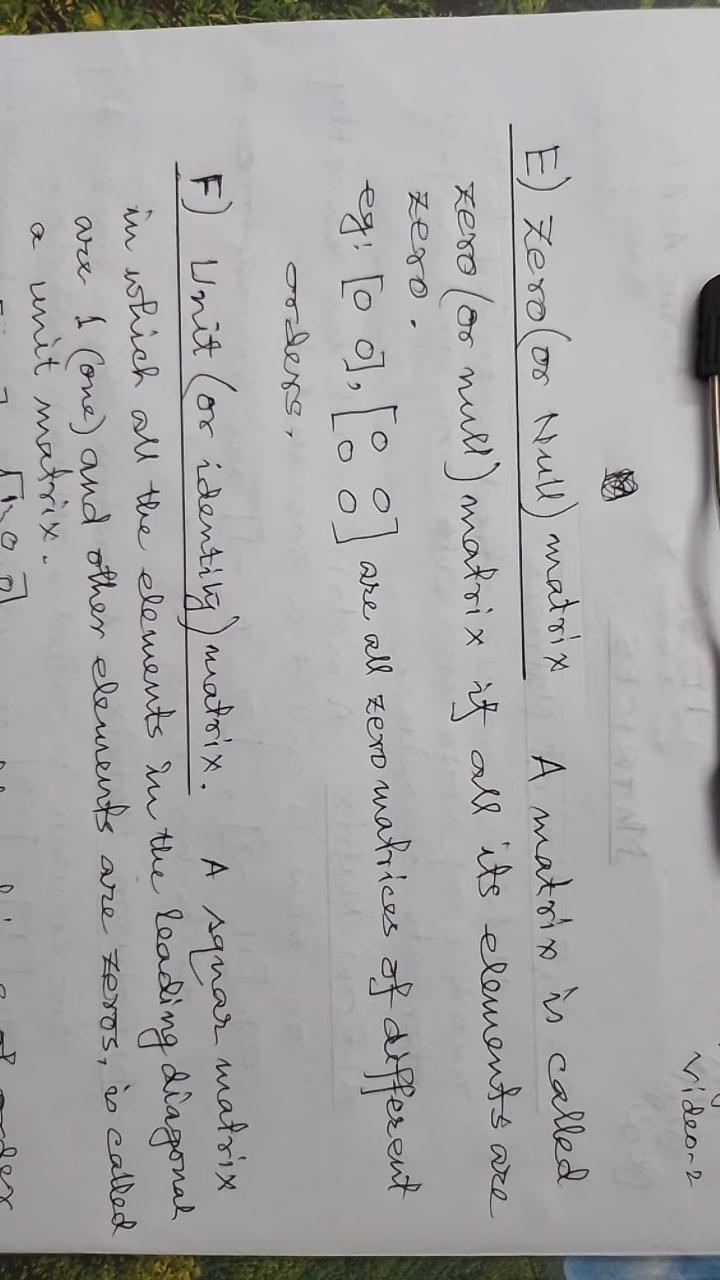 video-2
E) Zero (or Null) matrix A matrix is called
zero (or null) matrix if all its elements are
zero.
eg: [0 0], [0 0
0 0] are all zero matrices of different
orders.
F) Unit (or identity) matrix. A squar matrix
in which all the elements in the leading diagonal
are 1 (one) and other elements are zeros, is called
a unit matrix.
of order